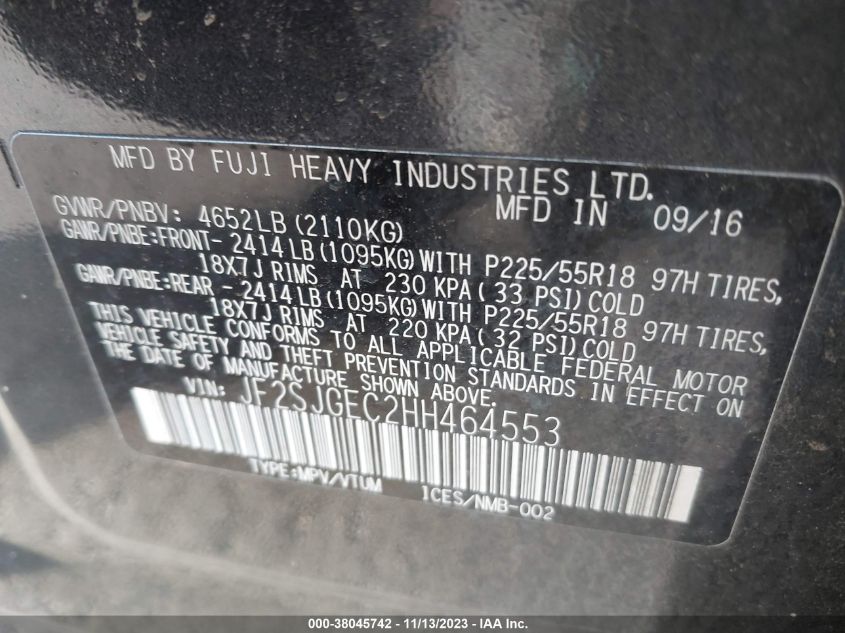 MFD BY FUJI HEAVY INDUSTRIES LTD.
GVWR/PNBV: 4652LB (2110KG) MFD IN 09/16
GAWR/PNBE:FRONT- 2414 LB (1095KG) WITH P225/55R18 97H TIRES,
18X7J RIMS AT 230 KPA ( 33 PSI) COLD
GAWR/PNBE:REAR - 2414 LB (1095KG) WITH P225/55R18 97H TIRES,
18X7J RIMS AT 220 KPA ( 32 PSI) COLD
THIS VEHICLE CONFORMS TO ALL APPLICABLE FEDERAL MOTOR
VEHICLE SAFETY AND THEFT PREVENTION STANDARDS IN EFFECT ON
THE DATE OF MANUFACTURE SHOWN ABOVE.
VIN: JF2SJGEC2HH464553
TYPE:MPV/VTUM ICES/NMB-002
000-38045742 - 11/13/2023 - IAA Inc.